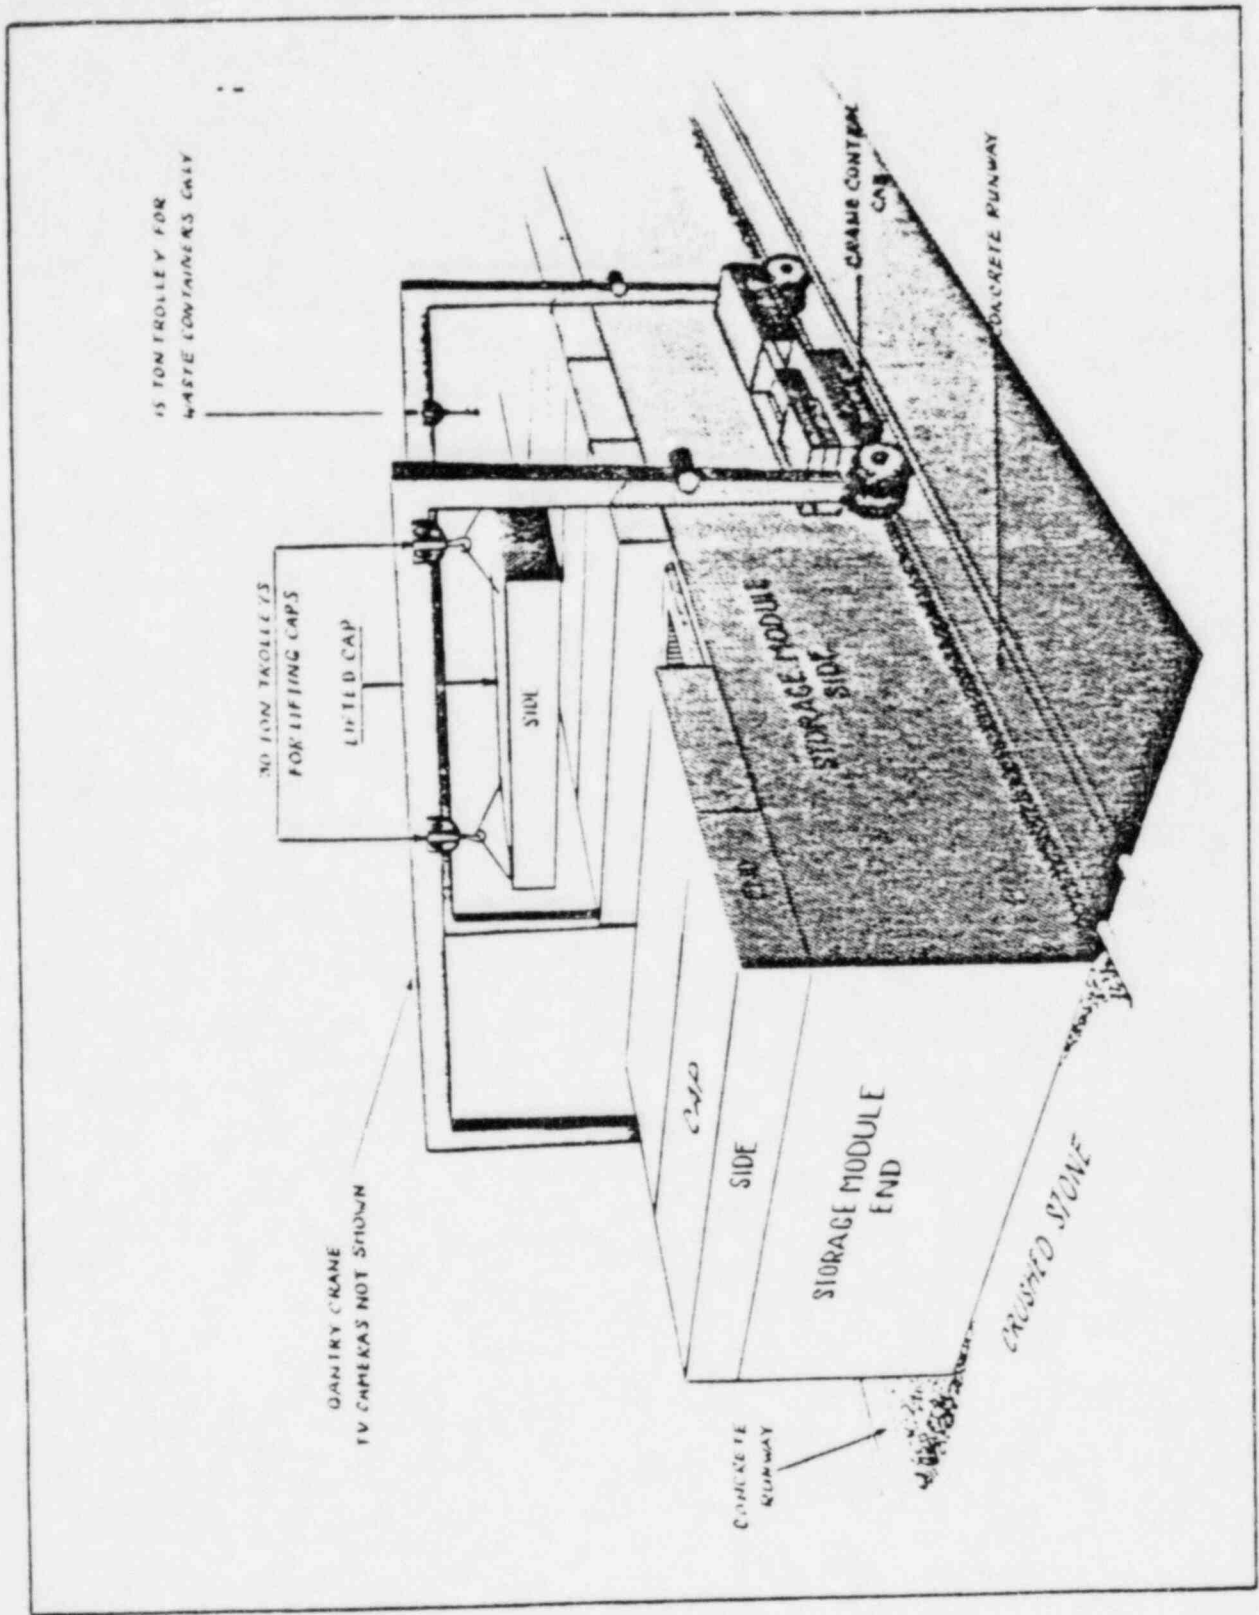 15 TON TROLLEY FOR
WASTE CONTAINERS ONLY
30 TON TROLLEYS
FOR LIFTING CAPS
LIFTED CAP
GANTRY CRANE
TV CAMERAS NOT SHOWN
SIDE
CRANE CONTROL
CAB
CONCRETE RUNWAY
STORAGE MODULE
SIDE
END
CAP
SIDE
STORAGE MODULE
END
CRUSHED STONE
CONCRETE
RUNWAY